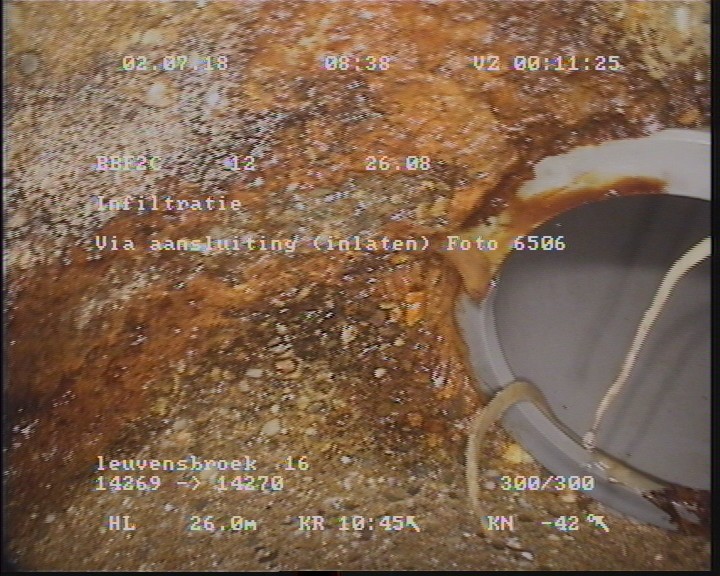 02.07.18 08:38 VZ 00:11:25
BBF2C 12 26.08
Infiltratie
Via aansluiting (inlaten) Foto 6506
leuvensbroek 16
14269 -> 14270 300/300
HL 26.0m KR 10:45↖ KN -42°↖